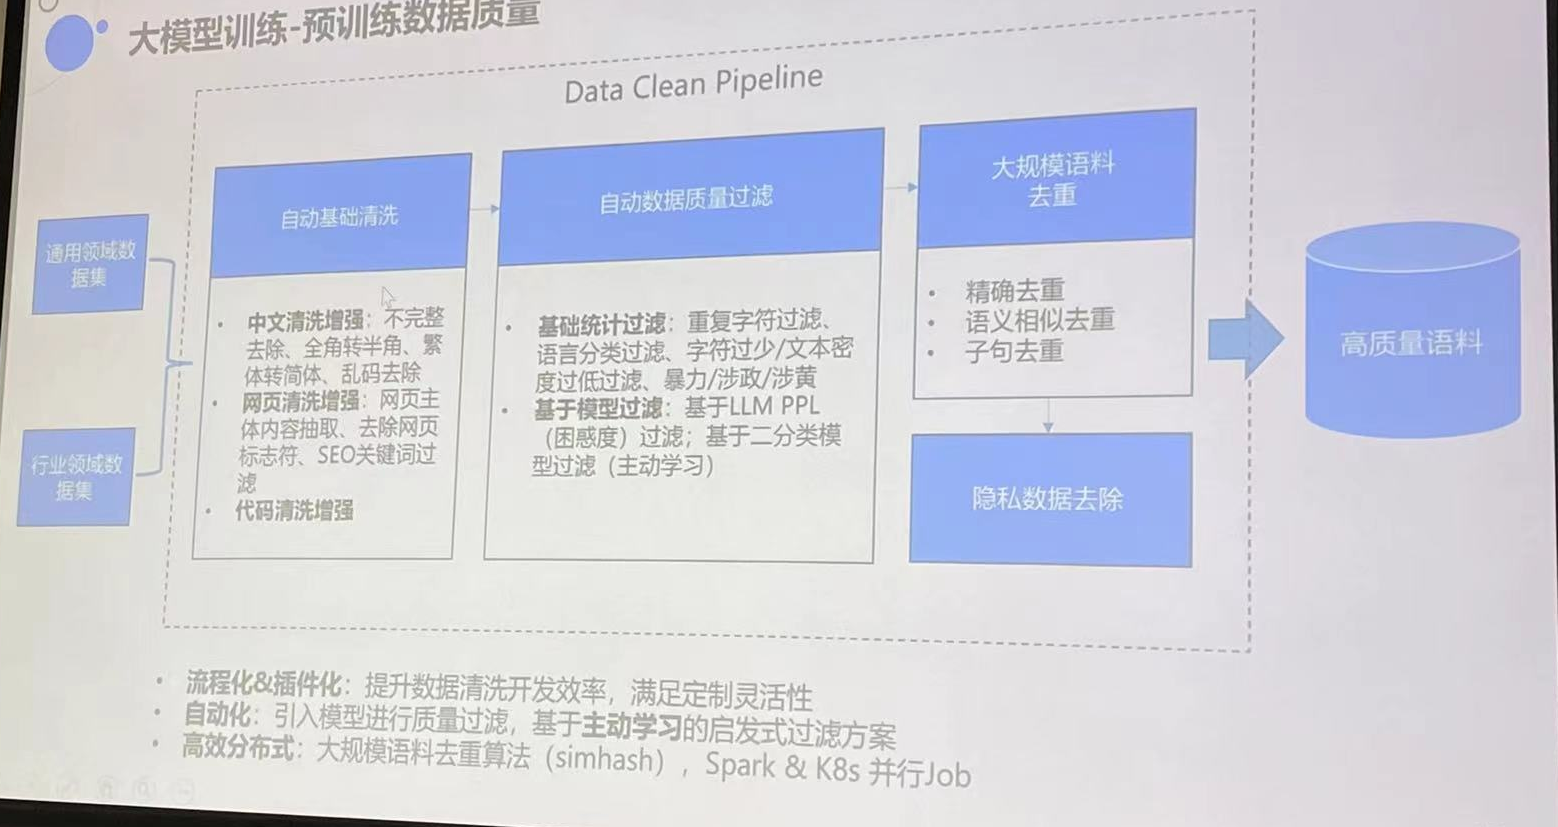 大模型训练-预训练数据质量
Data Clean Pipeline
通用领域数
据集
行业领域数
据集
自动基础清洗
• 中文清洗增强：不完整
去除、全角转半角、繁
体转简体、乱码去除
• 网页清洗增强：网页主
体内容抽取、去除网页
标志符、SEO关键词过
滤
• 代码清洗增强
自动数据质量过滤
• 基础统计过滤：重复字符过滤、
语言分类过滤、字符过少/文本密
度过低过滤、暴力/涉政/涉黄
• 基于模型过滤：基于LLM PPL
（困惑度）过滤；基于二分类模
型过滤（主动学习）
大规模语料
去重
• 精确去重
• 语义相似去重
• 子句去重
隐私数据去除
高质量语料
• 流程化&插件化：提升数据清洗开发效率，满足定制灵活性
• 自动化：引入模型进行质量过滤，基于主动学习的启发式过滤方案
• 高效分布式：大规模语料去重算法（simhash），Spark & K8s 并行Job